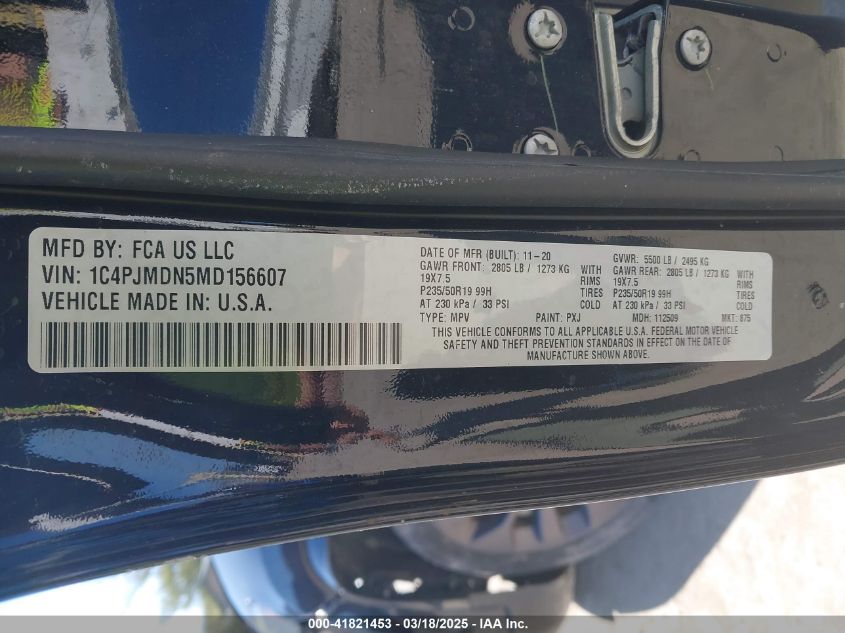 MFD BY: FCA US LLC
VIN: 1C4PJMDN5MD156607
VEHICLE MADE IN: U.S.A.
DATE OF MFR (BUILT): 11-20 GVWR: 5500 LB / 2495 KG
GAWR FRONT: 2805 LB / 1273 KG WITH GAWR REAR: 2805 LB / 1273 KG WITH
19X7.5 RIMS 19X7.5 RIMS
P235/50R19 99H TIRES P235/50R19 99H TIRES
AT 230 kPa / 33 PSI COLD AT 230 kPa / 33 PSI COLD
TYPE: MPV PAINT: PXJ MDH: 112509 MKT: 875
THIS VEHICLE CONFORMS TO ALL APPLICABLE U.S.A. FEDERAL MOTOR VEHICLE
SAFETY AND THEFT PREVENTION STANDARDS IN EFFECT ON THE DATE OF
MANUFACTURE SHOWN ABOVE.
000-41821453 - 03/18/2025 - IAA Inc.